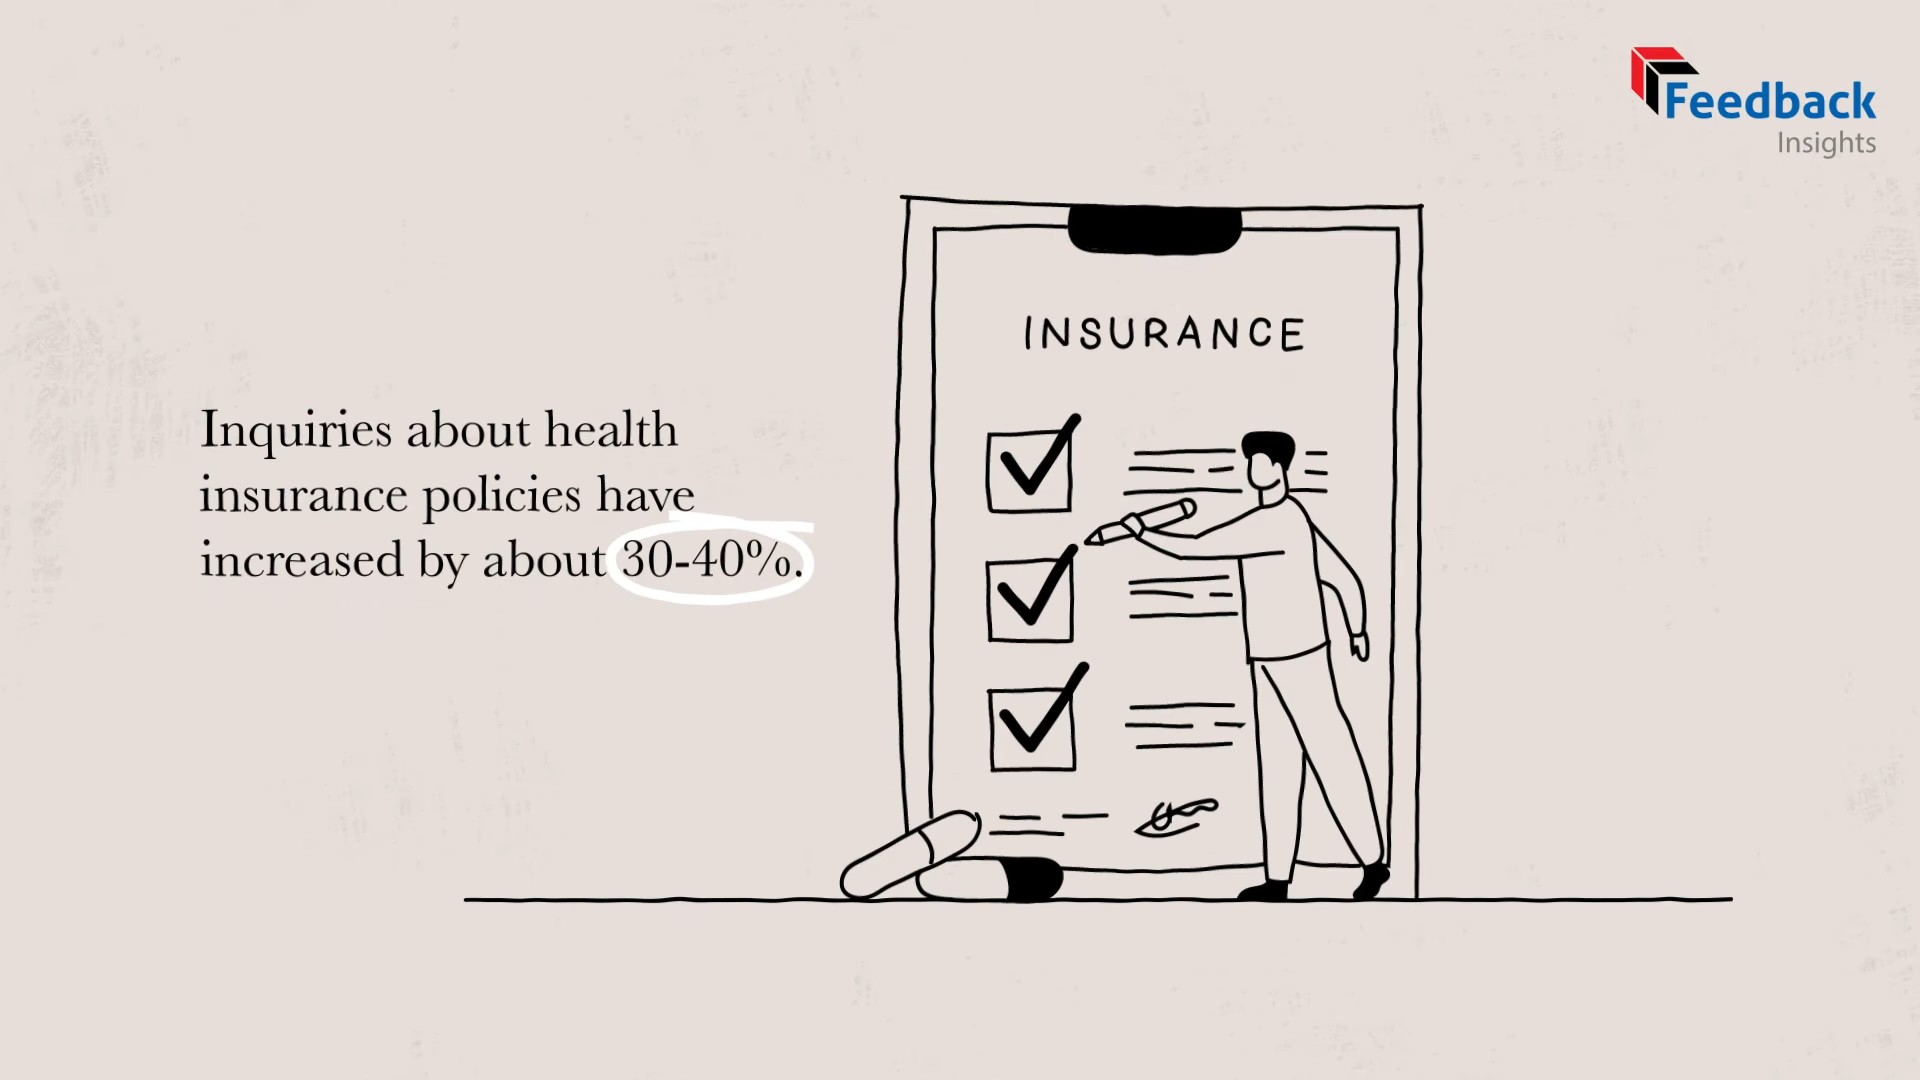 Feedback
Insights
INSURANCE
Inquiries about health
insurance policies have
increased by about 30-40%.